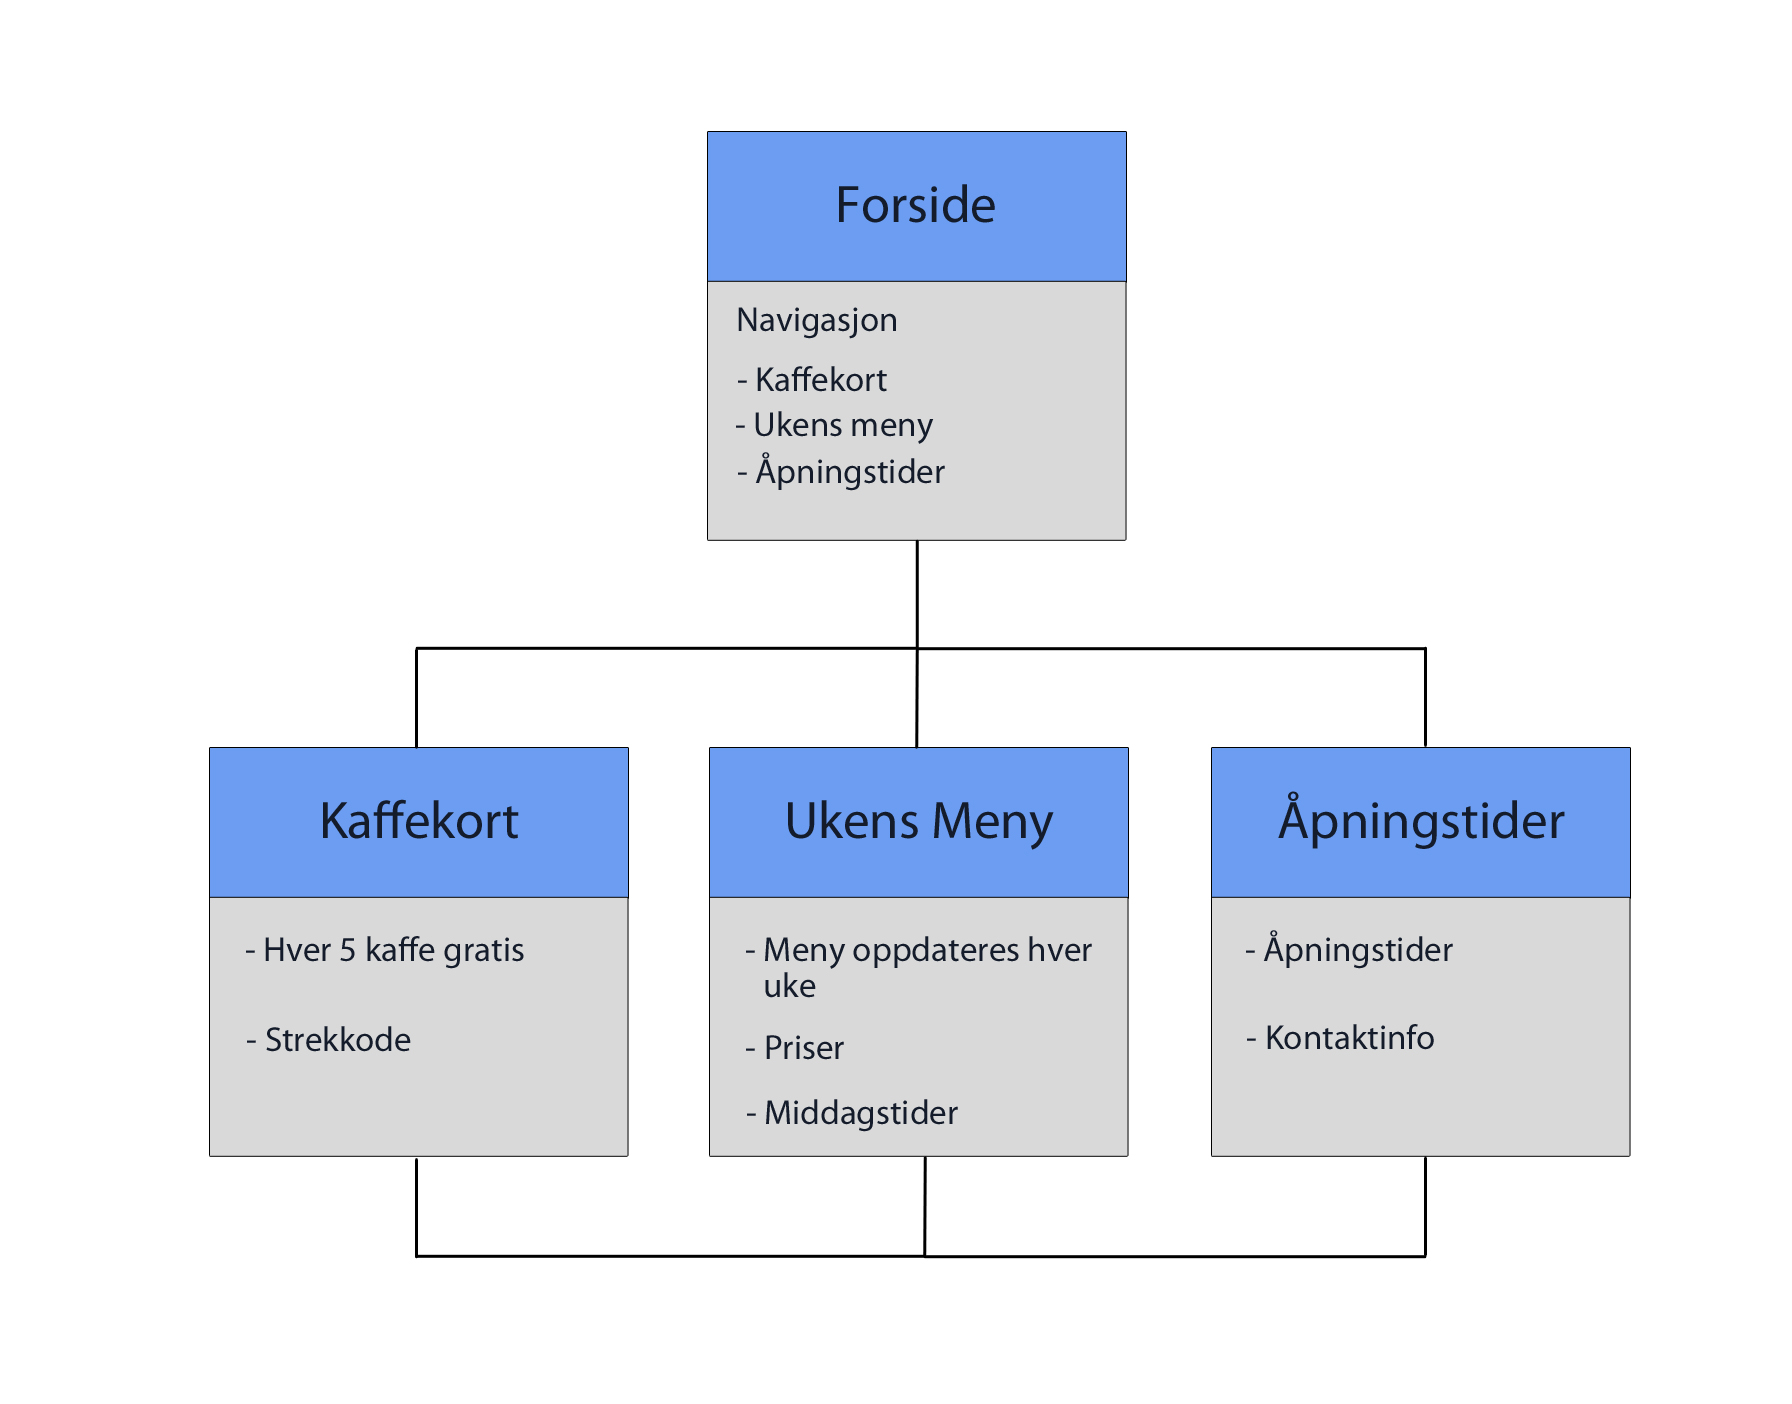 Forside
Navigasjon
- Kaffekort
- Ukens meny
- Åpningstider
Kaffekort
- Hver 5 kaffe gratis
- Strekkode
Ukens Meny
- Meny oppdateres hver
uke
- Priser
- Middagstider
Åpningstider
- Åpningstider
- Kontaktinfo